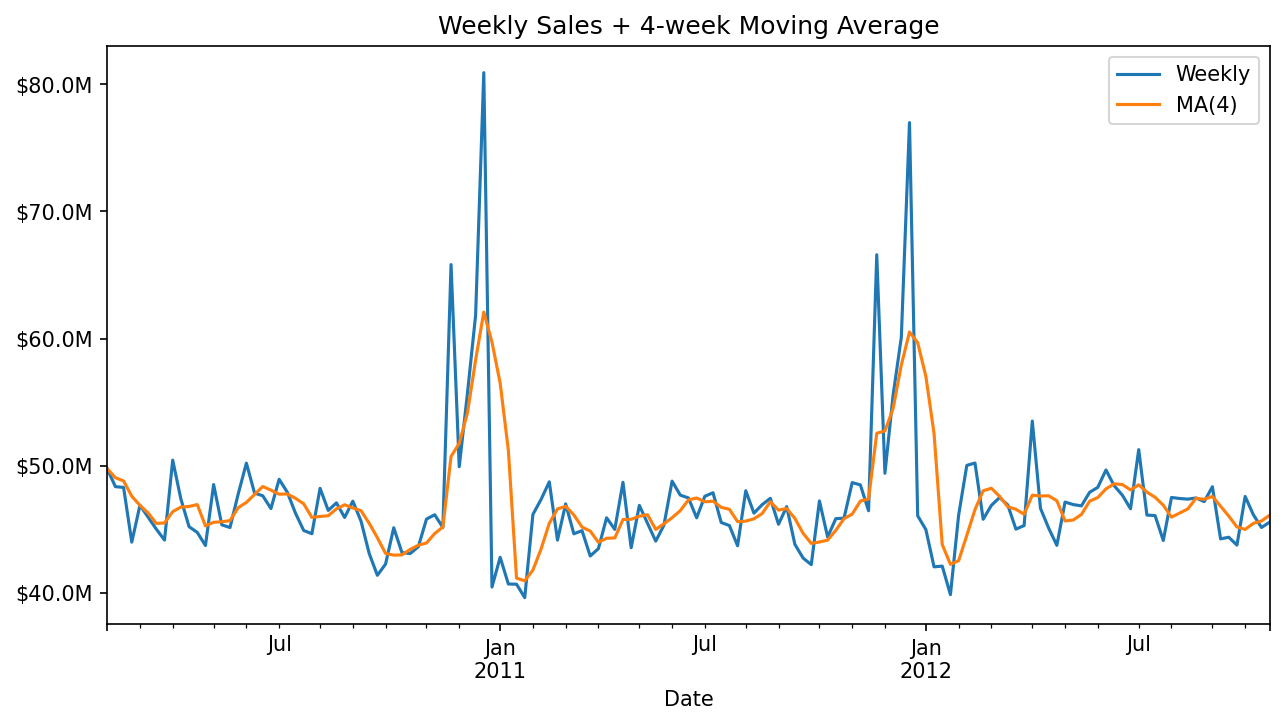 Weekly Sales + 4-week Moving Average
Weekly
MA(4)
$80.0M
$70.0M
$60.0M
$50.0M
$40.0M
Jul
Jan
2011
Jul
Jan
2012
Jul
Date